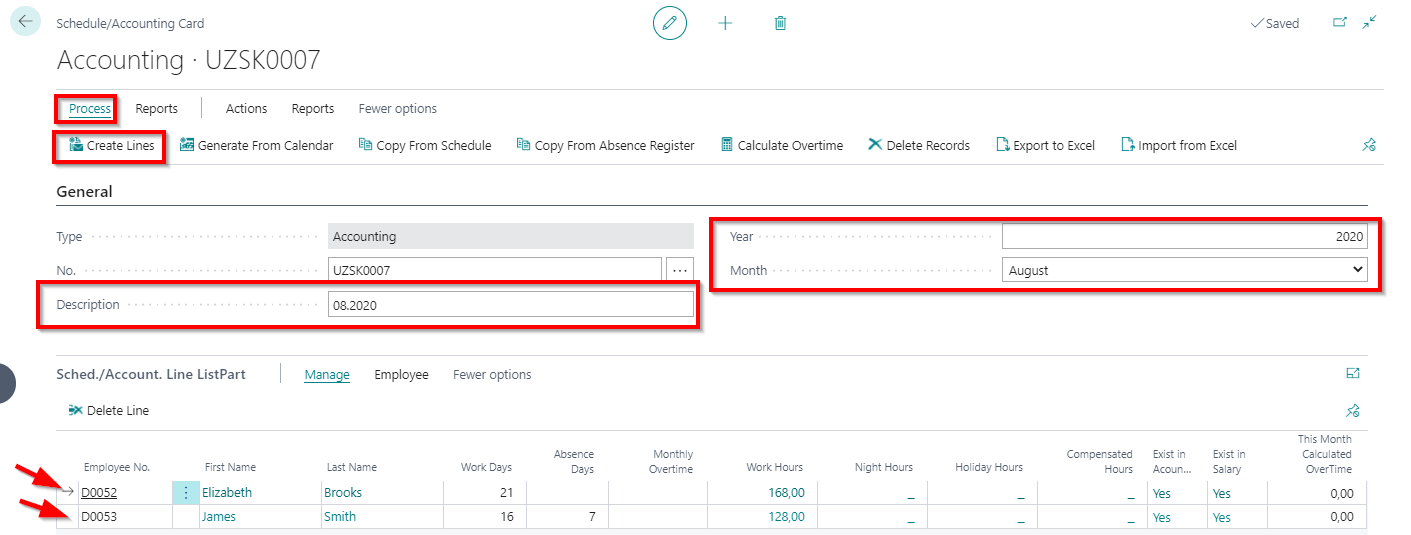 Schedule/Accounting Card
Saved
Accounting · UZSK0007
Process Reports Actions Reports Fewer options
Create Lines Generate From Calendar Copy From Schedule Copy From Absence Register Calculate Overtime Delete Records Export to Excel Import from Excel
General
Type Accounting
Year 2020
No. UZSK0007 ...
Month August
Description 08.2020
Sched./Account. Line ListPart Manage Employee Fewer options
Delete Line
Employee No. First Name Last Name Work Days Absence Days Monthly Overtime Work Hours Night Hours Holiday Hours Compensated Hours Exist in Acoun... Exist in Salary This Month Calculated OverTime
D0052 Elizabeth Brooks 21 168,00 _ _ _ Yes Yes 0,00
D0053 James Smith 16 7 128,00 _ _ _ Yes Yes 0,00